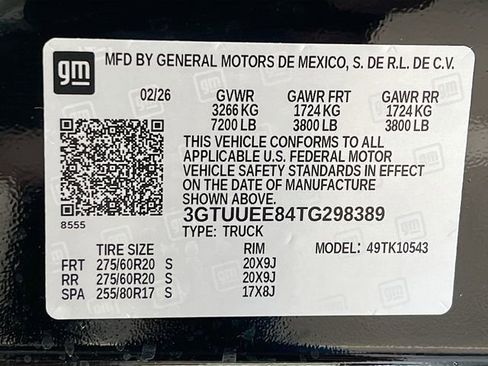 gm
MFD BY GENERAL MOTORS DE MEXICO, S. DE R.L. DE C.V.
02/26 GVWR GAWR FRT GAWR RR
3266 KG 1724 KG 1724 KG
7200 LB 3800 LB 3800 LB
THIS VEHICLE CONFORMS TO ALL
APPLICABLE U.S. FEDERAL MOTOR
VEHICLE SAFETY STANDARDS IN EFFECT
ON THE DATE OF MANUFACTURE
SHOWN ABOVE.
3GTUUEE84TG298389
8555
TYPE: TRUCK
TIRE SIZE RIM MODEL: 49TK10543
FRT 275/60R20 S 20X9J
RR 275/60R20 S 20X9J
SPA 255/80R17 S 17X8J